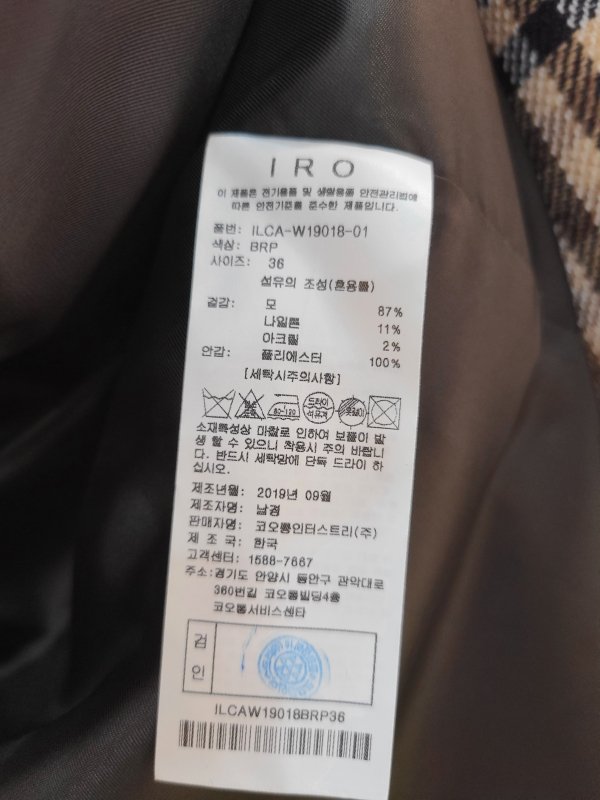 IRO
이 제품은 전기용품 및 생활용품 안전관리법에
따른 안전기준을 준수한 제품입니다.
품번: ILCA-W19018-01
색상: BRP
사이즈: 36
섬유의 조성(혼용률)
겉감: 모 87%
나일론 11%
아크릴 2%
안감: 폴리에스터 100%
[세탁시주의사항]
80-120 드라이 석유계
소재특성상 마찰로 인하여 보풀이 발
생 할 수 있으니 착용시 주의 바랍니
다. 반드시 세탁망에 단독 드라이 하
십시오.
제조년월: 2019년 09월
제조자명: 남경
판매자명: 코오롱인더스트리(주)
제 조 국: 한국
고객센터: 1588-7667
주소:경기도 안양시 동안구 관악대로
360번길 코오롱빌딩4층
코오롱서비스센타
검
인
ILCAW19018BRP36